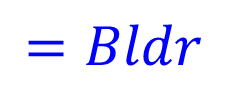 = Bldr